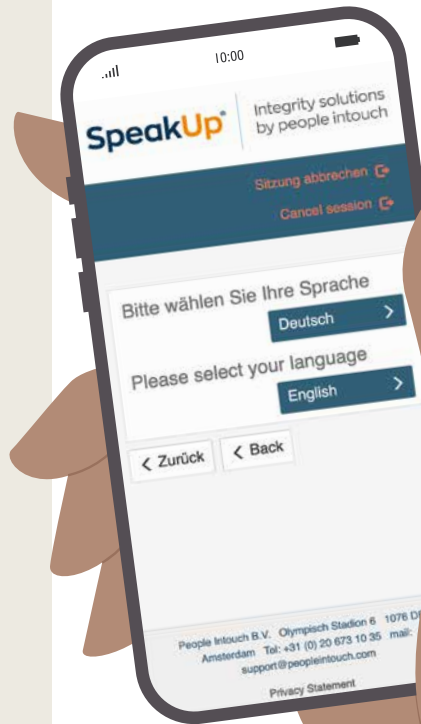 10:00
SpeakUp®
Integrity solutions
by people intouch
Sitzung abbrechen
Cancel session
Bitte wählen Sie Ihre Sprache
Deutsch
Please select your language
English
< Zurück
< Back
People Intouch B.V. Olympisch Stadion 6 1076 DE
Amsterdam Tel: +31 (0) 20 673 10 35 mail:
support@peopleintouch.com
Privacy Statement